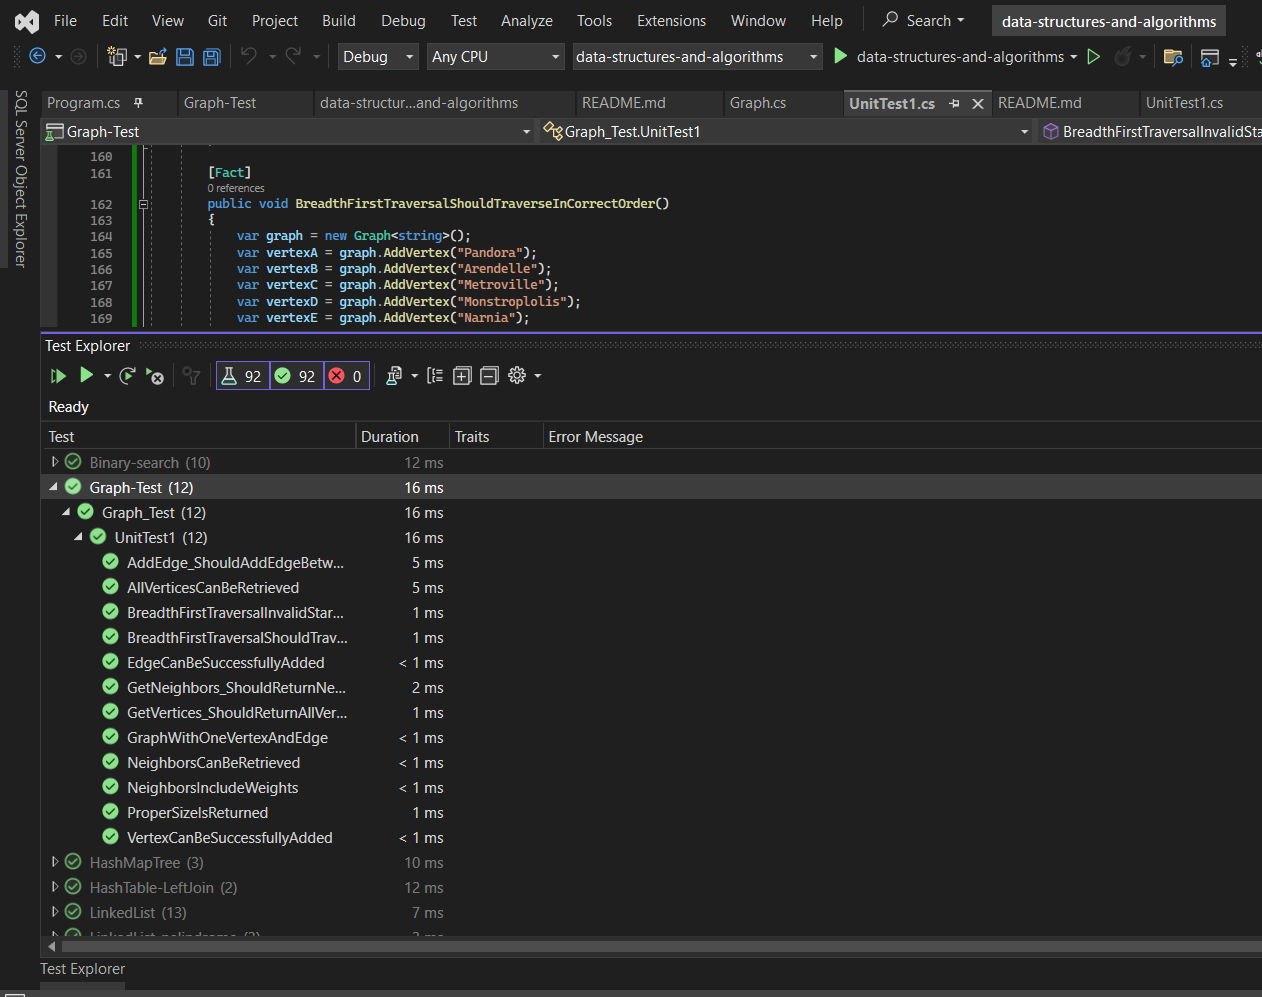 File Edit View Git Project Build Debug Test Analyze Tools Extensions Window Help Search data-structures-and-algorithms
Debug Any CPU data-structures-and-algorithms data-structures-and-algorithms
SQL Server Object Explorer
Program.cs Graph-Test data-structur...and-algorithms README.md Graph.cs UnitTest1.cs README.md UnitTest1.cs
Graph-Test Graph_Test.UnitTest1 BreadthFirstTraversalInvalidSta
160
161 [Fact]
0 references
162 public void BreadthFirstTraversalShouldTraverseInCorrectOrder()
163 {
164 var graph = new Graph<string>();
165 var vertexA = graph.AddVertex("Pandora");
166 var vertexB = graph.AddVertex("Arendelle");
167 var vertexC = graph.AddVertex("Metroville");
168 var vertexD = graph.AddVertex("Monstroplolis");
169 var vertexE = graph.AddVertex("Narnia");
Test Explorer
92 92 0
Ready
Test Duration Traits Error Message
Binary-search (10) 12 ms
Graph-Test (12) 16 ms
Graph_Test (12) 16 ms
UnitTest1 (12) 16 ms
AddEdge_ShouldAddEdgeBetw... 5 ms
AllVerticesCanBeRetrieved 5 ms
BreadthFirstTraversalInvalidStar... 1 ms
BreadthFirstTraversalShouldTrav... 1 ms
EdgeCanBeSuccessfullyAdded < 1 ms
GetNeighbors_ShouldReturnNe... 2 ms
GetVertices_ShouldReturnAllVer... 1 ms
GraphWithOneVertexAndEdge < 1 ms
NeighborsCanBeRetrieved < 1 ms
NeighborsIncludeWeights < 1 ms
ProperSizeIsReturned 1 ms
VertexCanBeSuccessfullyAdded < 1 ms
HashMapTree (3) 10 ms
HashTable-LeftJoin (2) 12 ms
LinkedList (13) 7 ms
Test Explorer